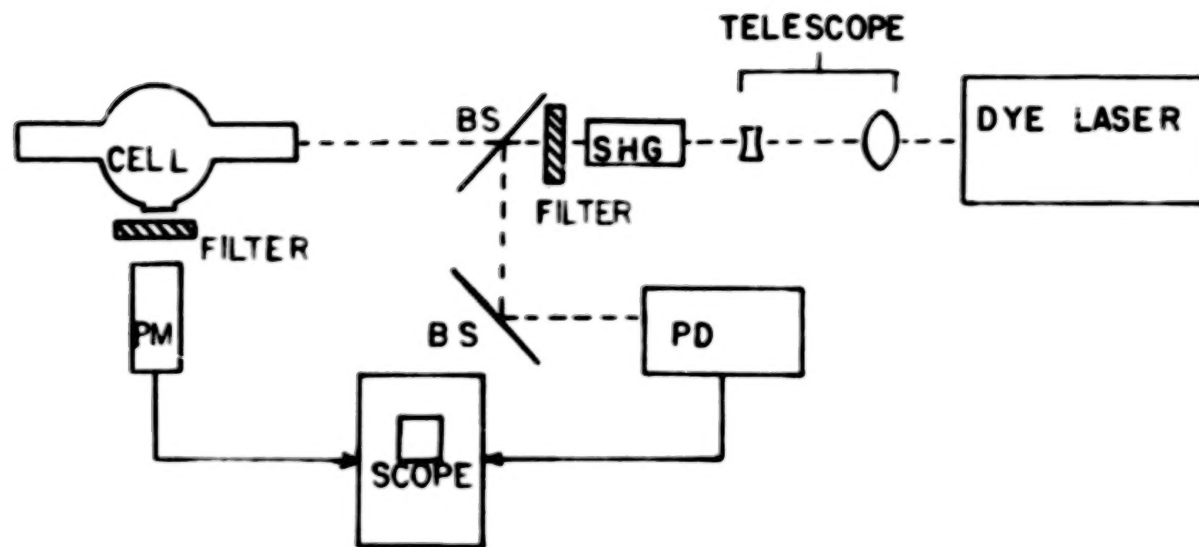 TELESCOPE
DYE LASER
BS
SHG
CELL
FILTER
FILTER
PM
BS
PD
SCOPE